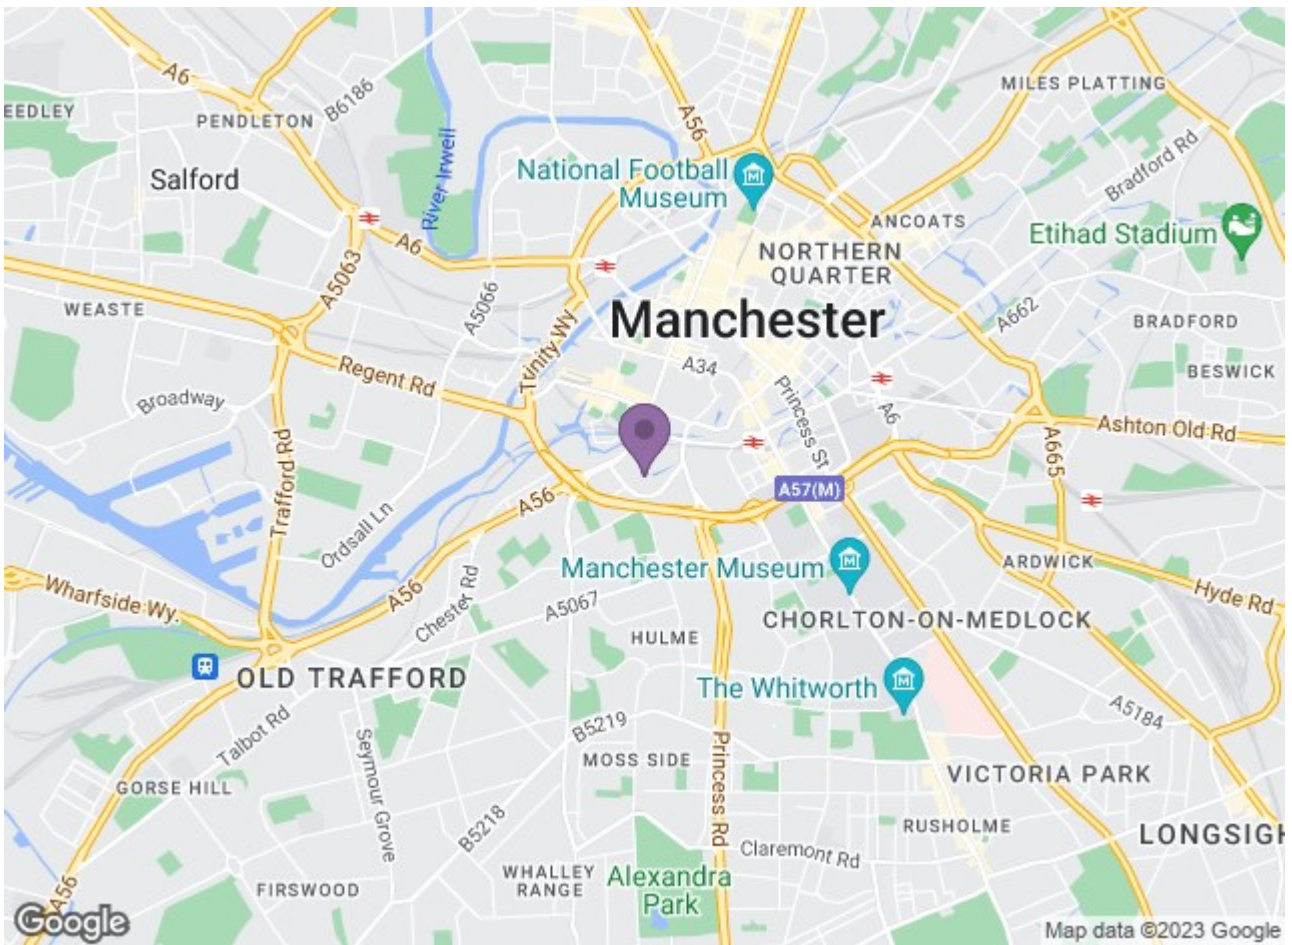 A6
B6186
A56
MILES PLATTING
EEDLEY
PENDLETON
Bradford Rd
River Irwell
National Football
Museum
Salford
ANCOATS
Etihad Stadium
A6
NORTHERN
QUARTER
A5063
A5066
WEASTE
Manchester
A662
BRADFORD
Trinity Wy
A34
Regent Rd
BESWICK
Broadway
Princess St
A6
Ashton Old Rd
A665
Trafford Rd
A57(M)
A56
Ordsall Ln
Manchester Museum
ARDWICK
Wharfside Wy.
A56
Chester Rd
A5067
Hyde Rd
CHORLTON-ON-MEDLOCK
HULME
OLD TRAFFORD
The Whitworth
A5184
Talbot Rd
B5219
Seymour Grove
Princess Rd
MOSS SIDE
VICTORIA PARK
GORSE HILL
B5218
RUSHOLME
LONGSIGH
Claremont Rd
WHALLEY
RANGE
Alexandra
Park
FIRSWOOD
A56
Google
Map data ©2023 Google